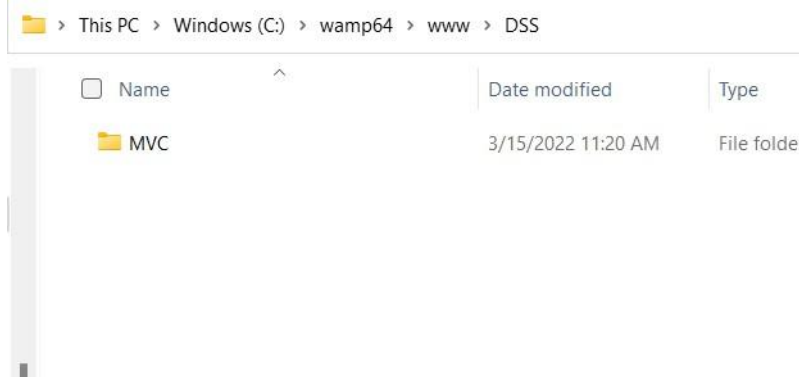 This PC > Windows (C:) > wamp64 > www > DSS
Name Date modified Type
MVC 3/15/2022 11:20 AM File folde